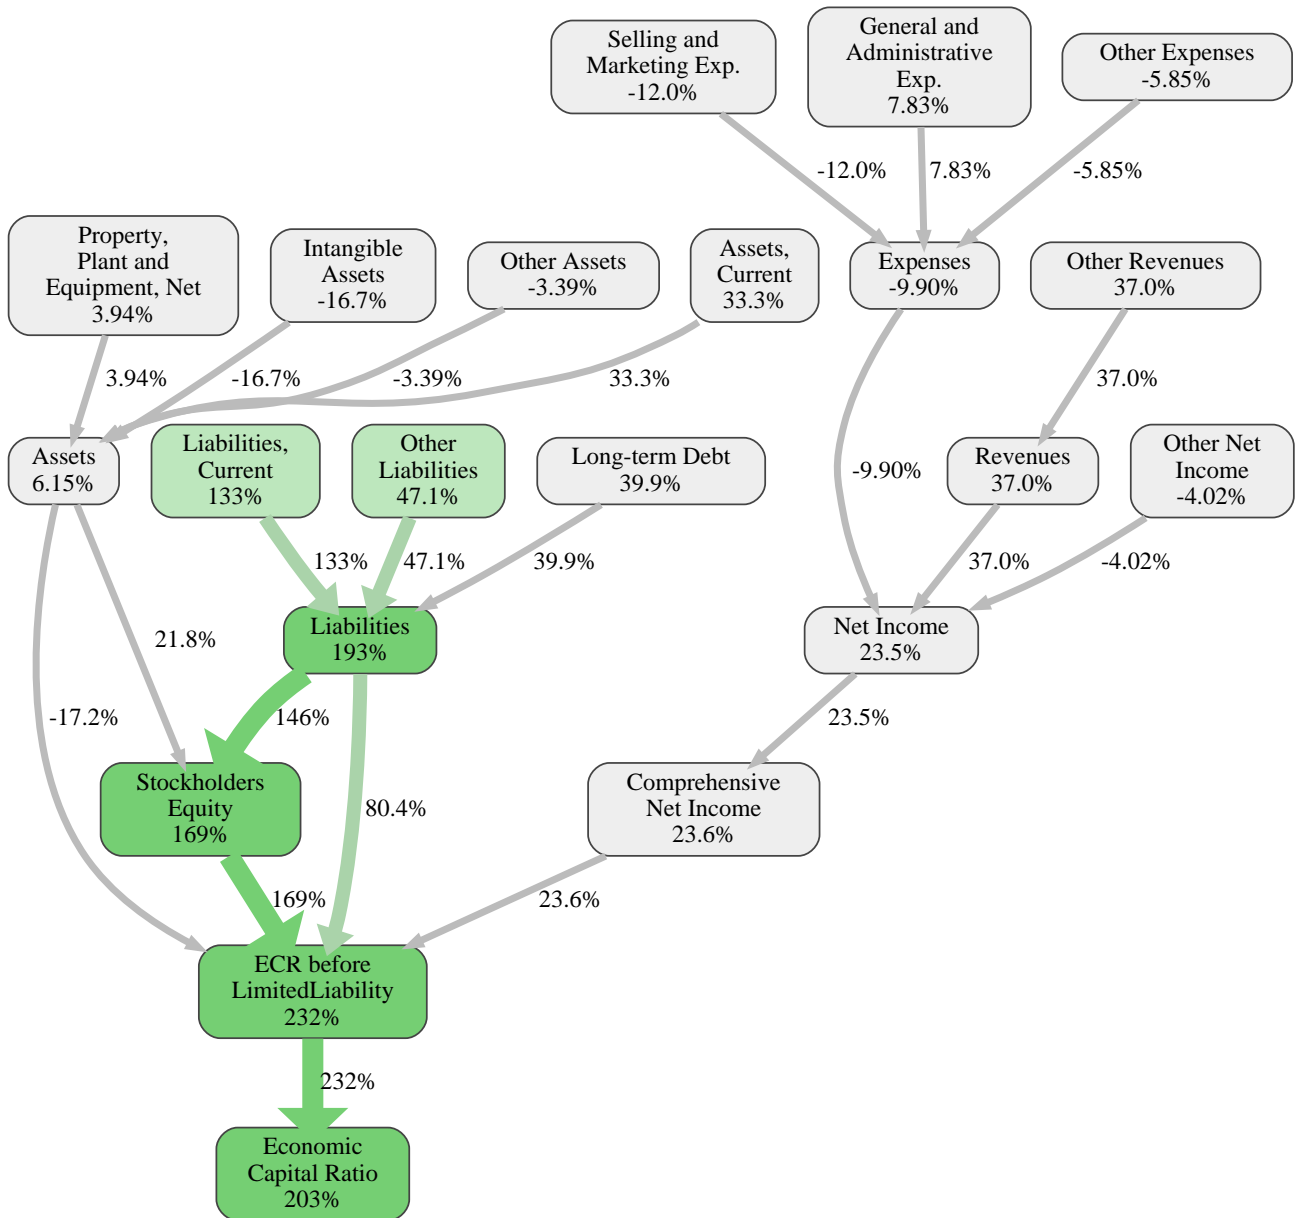 Selling and
Marketing Exp.
-12.0%
General and
Administrative
Exp.
7.83%
Other Expenses
-5.85%
-12.0%
7.83%
-5.85%
Property,
Plant and
Equipment, Net
3.94%
Intangible
Assets
-16.7%
Other Assets
-3.39%
Assets,
Current
33.3%
Expenses
-9.90%
Other Revenues
37.0%
3.94%
-16.7%
-3.39%
33.3%
37.0%
Assets
6.15%
Liabilities,
Current
133%
Other
Liabilities
47.1%
Long-term Debt
39.9%
-9.90%
Revenues
37.0%
Other Net
Income
-4.02%
133%
47.1%
39.9%
37.0%
-4.02%
21.8%
Liabilities
193%
Net Income
23.5%
-17.2%
146%
23.5%
Stockholders
Equity
169%
80.4%
Comprehensive
Net Income
23.6%
169%
23.6%
ECR before
LimitedLiability
232%
232%
Economic
Capital Ratio
203%